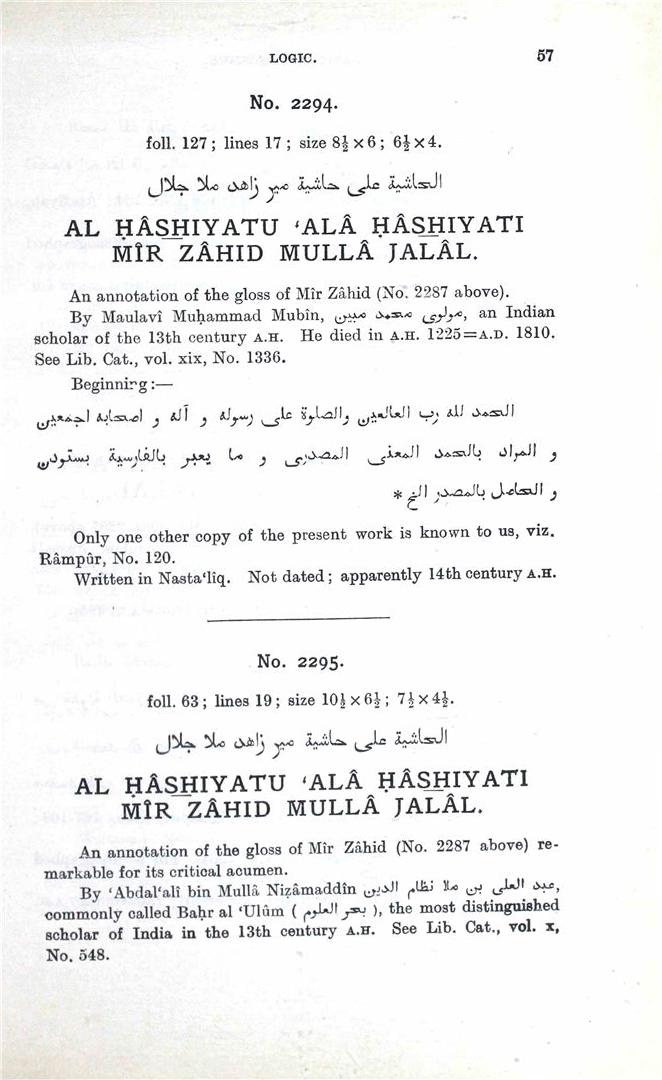 LOGIC. 57
No. 2294.
foll. 127; lines 17; size 8½ × 6; 6½ × 4.
الحاشية على حاشية مير زاهد ملا جلال
AL ḤÂSHIYATU ‘ALÂ ḤÂSHIYATI
MÎR ZÂHID MULLÂ JALÂL.
An annotation of the gloss of Mîr Zâhid (No. 2287 above).
By Maulavî Muḥammad Mubîn, مولوى محمد مبين, an Indian
scholar of the 13th century A.H. He died in A.H. 1225=A.D. 1810.
See Lib. Cat., vol. xix, No. 1336.
Beginning:—
الحمد لله رب العالمين والصلوة على رسوله و آله و اصحابه اجمعين
و المراد بالحمد المعنى المصدرى و ما يعبر بالفارسية بستودن
و الحاصل بالمصدر الخ *
Only one other copy of the present work is known to us, viz.
Râmpûr, No. 120.
Written in Nasta‘lîq. Not dated; apparently 14th century A.H.
No. 2295.
foll. 63; lines 19; size 10½ × 6½; 7½ × 4½.
الحاشية على حاشية مير زاهد ملا جلال
AL ḤÂSHIYATU ‘ALÂ ḤÂSHIYATI
MÎR ZÂHID MULLÂ JALÂL.
An annotation of the gloss of Mîr Zâhid (No. 2287 above) re-
markable for its critical acumen.
By ‘Abdal‘alî bin Mullâ Niẓâmaddîn عبد العلى بن ملا نظام الدين,
commonly called Baḥr al ‘Ulûm ( بحر العلوم ), the most distinguished
scholar of India in the 13th century A.H. See Lib. Cat., vol. x,
No. 548.